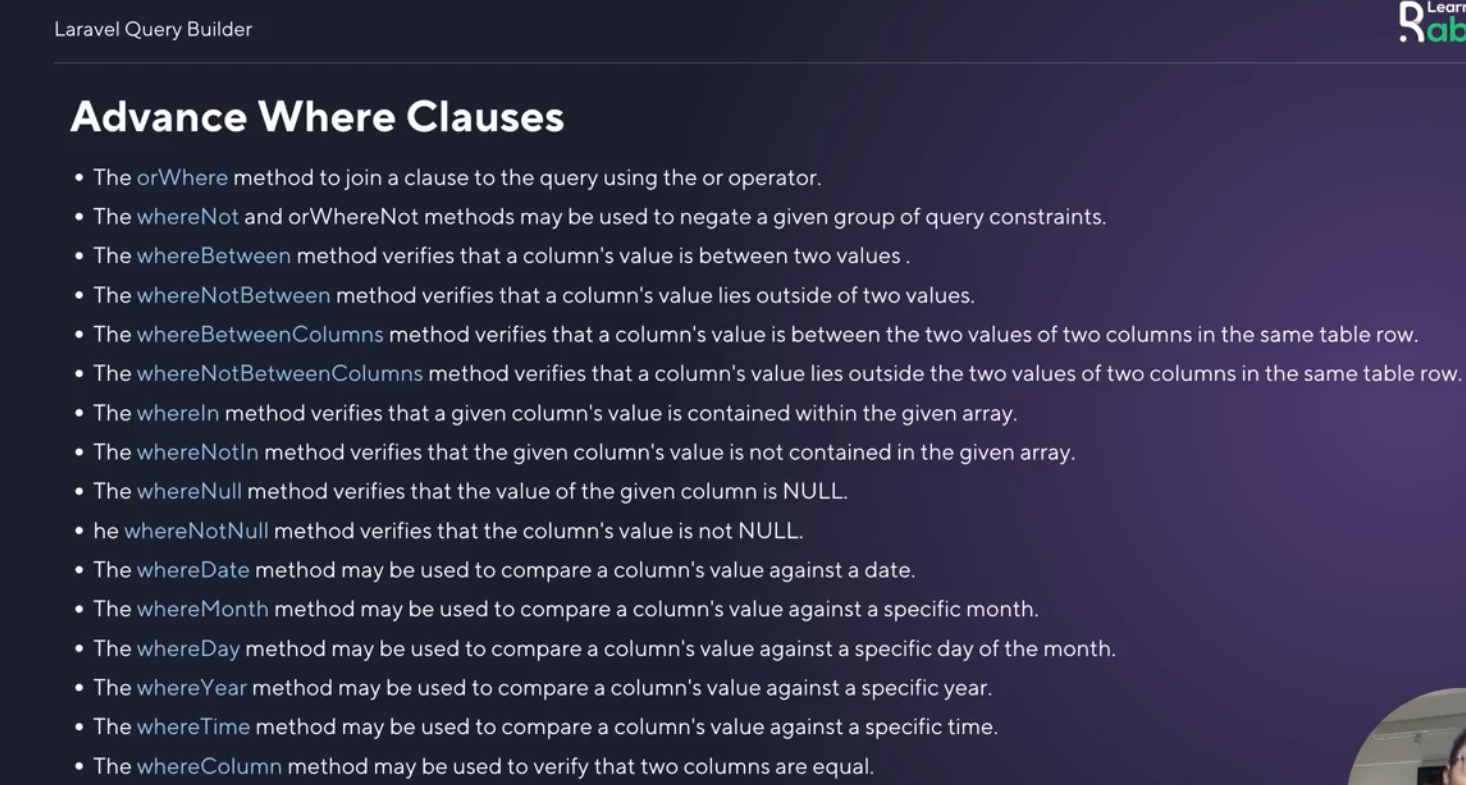 Laravel Query Builder
Learn
Rab
Advance Where Clauses
• The orWhere method to join a clause to the query using the or operator.
• The whereNot and orWhereNot methods may be used to negate a given group of query constraints.
• The whereBetween method verifies that a column's value is between two values .
• The whereNotBetween method verifies that a column's value lies outside of two values.
• The whereBetweenColumns method verifies that a column's value is between the two values of two columns in the same table row.
• The whereNotBetweenColumns method verifies that a column's value lies outside the two values of two columns in the same table row.
• The whereIn method verifies that a given column's value is contained within the given array.
• The whereNotIn method verifies that the given column's value is not contained in the given array.
• The whereNull method verifies that the value of the given column is NULL.
• he whereNotNull method verifies that the column's value is not NULL.
• The whereDate method may be used to compare a column's value against a date.
• The whereMonth method may be used to compare a column's value against a specific month.
• The whereDay method may be used to compare a column's value against a specific day of the month.
• The whereYear method may be used to compare a column's value against a specific year.
• The whereTime method may be used to compare a column's value against a specific time.
• The whereColumn method may be used to verify that two columns are equal.